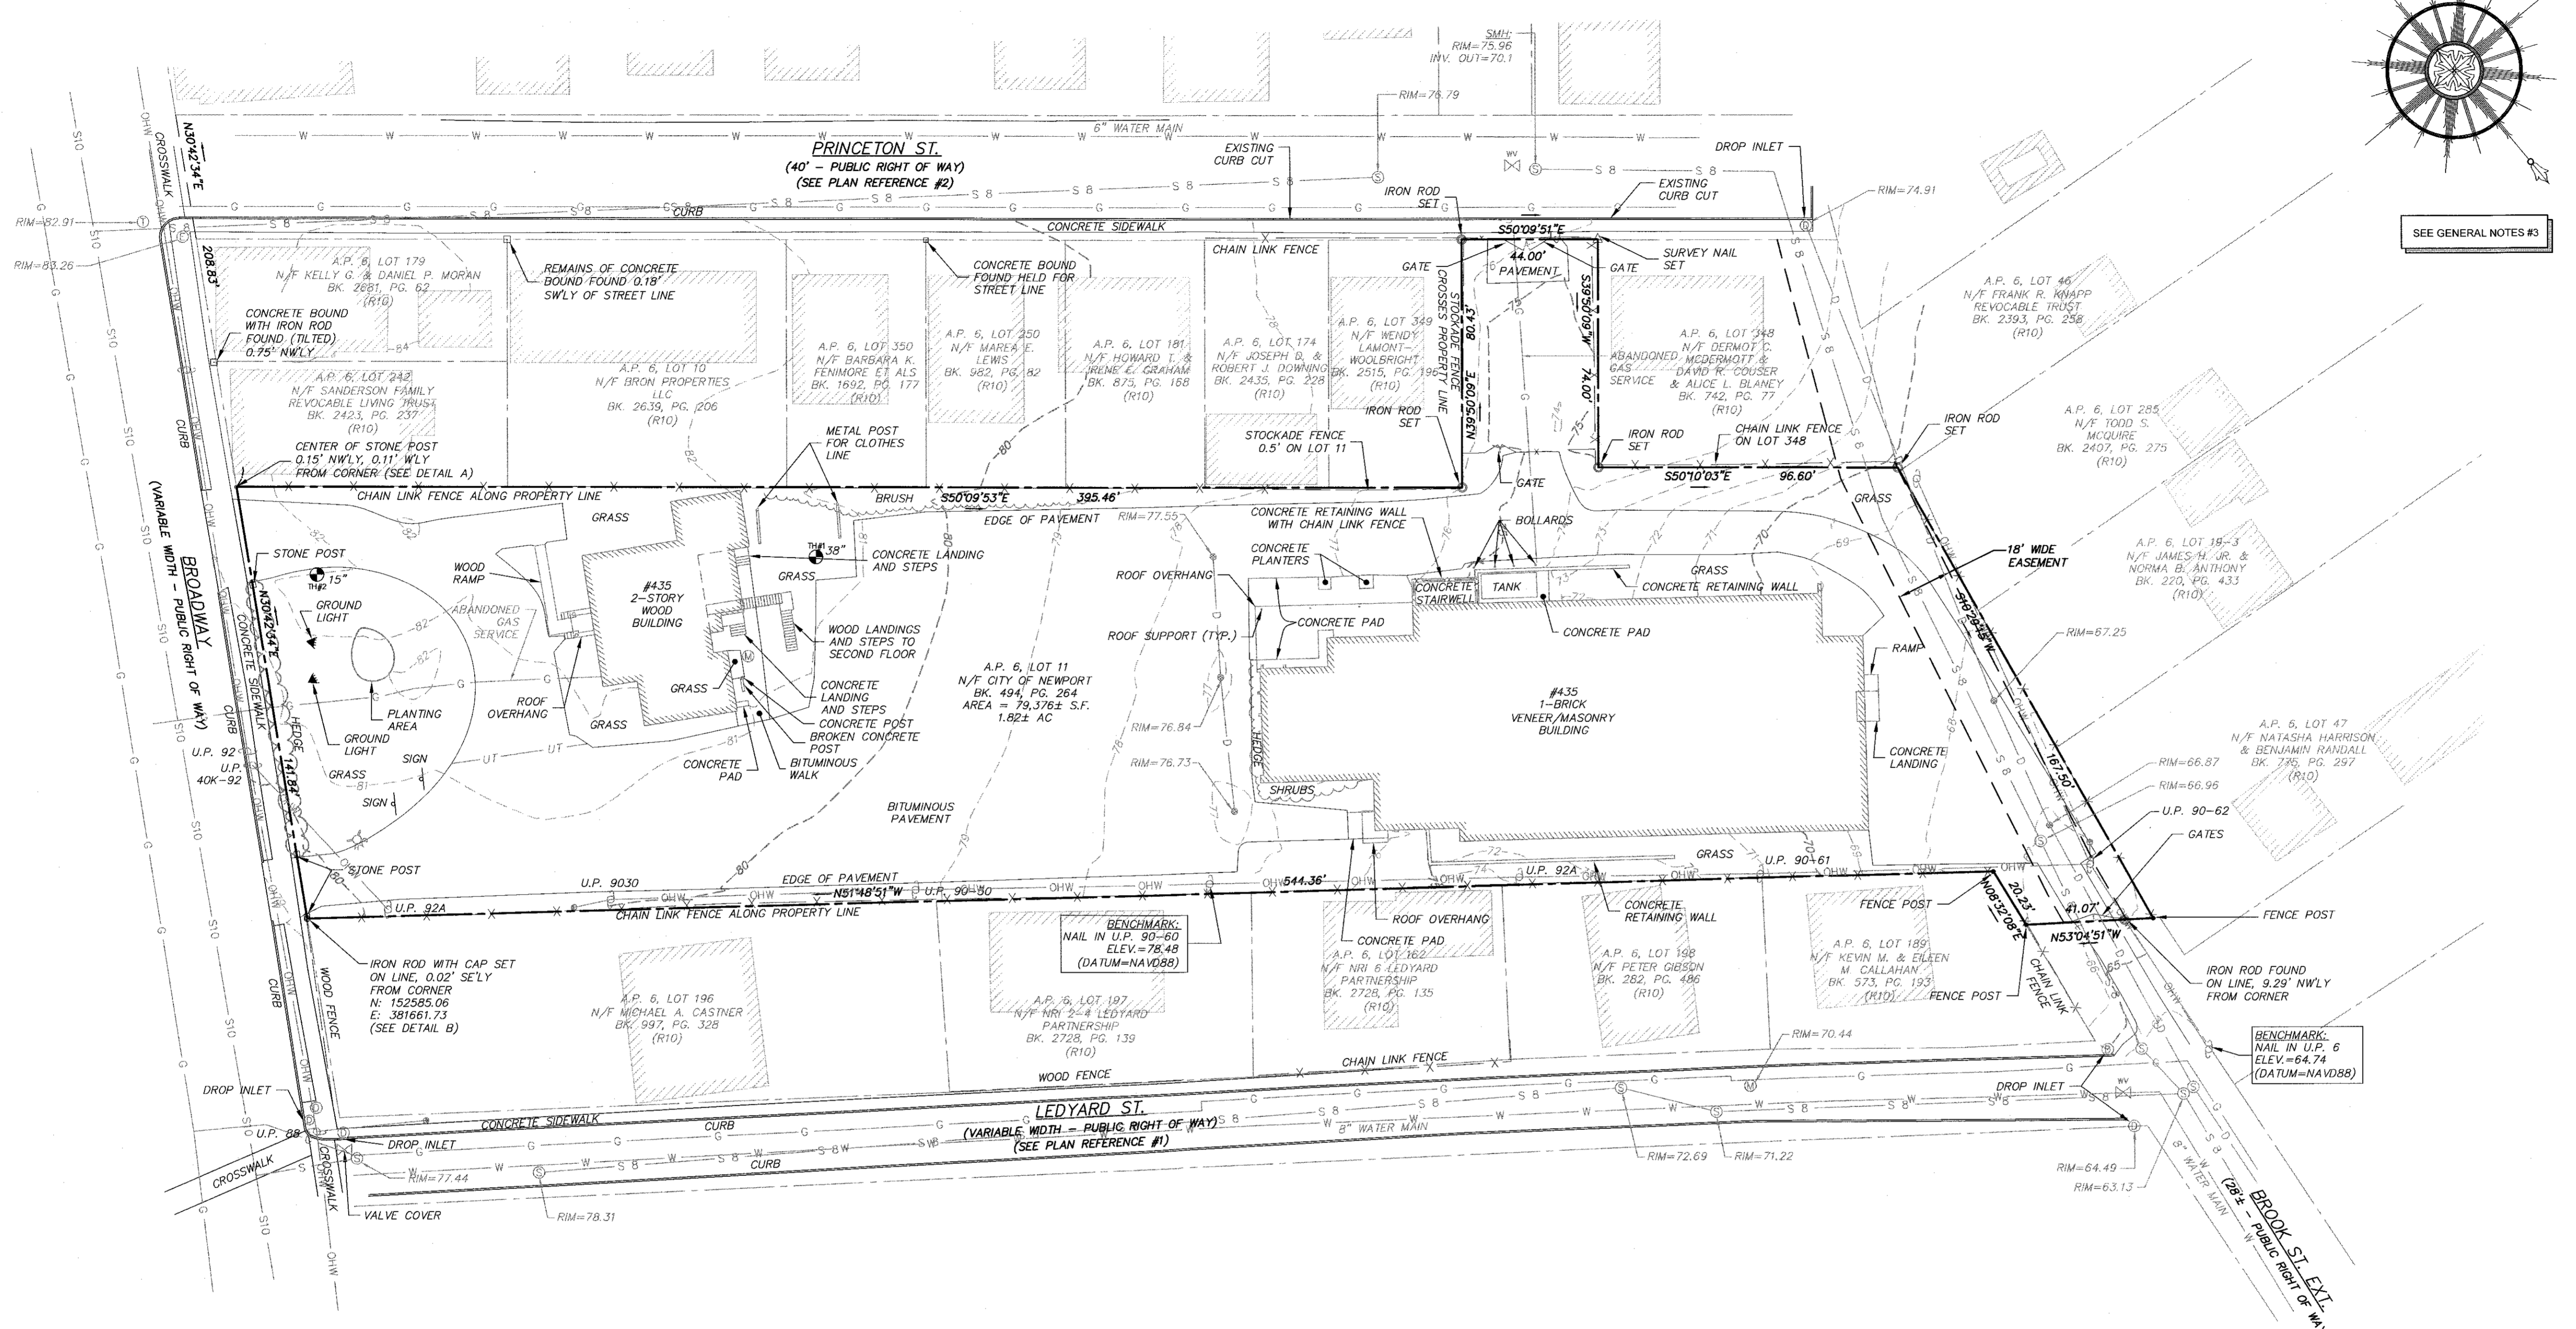 SMH:
RIM=75.96
INV. OUT=70.1
RIM=76.79
6" WATER MAIN
PRINCETON ST.
(40' - PUBLIC RIGHT OF WAY)
(SEE PLAN REFERENCE #2)
EXISTING
CURB CUT
DROP INLET
WV
IRON ROD
SET
EXISTING
CURB CUT
RIM=74.91
SEE GENERAL NOTES #3
CROSSWALK
N30°42'34"E
208.83'
RIM=82.91
RIM=83.26
CURB
CONCRETE SIDEWALK
CHAIN LINK FENCE
S50°09'51"E
44.00'
PAVEMENT
GATE
GATE
SURVEY NAIL
SET
A.P. 6, LOT 179
N/F KELLY G. & DANIEL P. MORAN
BK. 2881, PG. 62
(R10)
REMAINS OF CONCRETE
BOUND FOUND 0.18'
SW'LY OF STREET LINE
CONCRETE BOUND
FOUND HELD FOR
STREET LINE
CONCRETE BOUND
WITH IRON ROD
FOUND (TILTED)
0.75' NW'LY
STOCKADE FENCE
CROSSES PROPERTY LINE
N39°50'09"E
80.43'
S39°50'09"W
74.00'
ABANDONED
GAS
SERVICE
A.P. 6, LOT 242
N/F SANDERSON FAMILY
REVOCABLE LIVING TRUST
BK. 2423, PG. 237
(R10)
A.P. 6, LOT 10
N/F BRON PROPERTIES
LLC
BK. 2639, PG. 206
(R10)
A.P. 6, LOT 350
N/F BARBARA K.
FENIMORE ET ALS
BK. 1692, PG. 177
(R10)
A.P. 6, LOT 250
N/F MAREA E.
LEWIS
BK. 982, PG. 82
(R10)
A.P. 6, LOT 181
N/F HOWARD T. &
IRENE E. GRAHAM
BK. 875, PG. 158
(R10)
A.P. 6, LOT 174
N/F JOSEPH D. &
ROBERT J. DOWNING
BK. 2435, PG. 228
(R10)
A.P. 6, LOT 349
N/F WENDY
LAMONT-
WOOLBRIGHT
BK. 2515, PG. 196
(R10)
A.P. 6, LOT 348
N/F DERMOT C.
MCDERMOTT &
DAVID R. COUSER
& ALICE L. BLANEY
BK. 742, PG. 77
(R10)
A.P. 6, LOT 46
N/F FRANK R. KNAPP
REVOCABLE TRUST
BK. 2393, PG. 258
(R10)
A.P. 6, LOT 285
N/F TODD S.
MCQUIRE
BK. 2407, PG. 275
(R10)
A.P. 6, LOT 19-3
N/F JAMES H. JR. &
NORMA B. ANTHONY
BK. 220, PG. 433
(R10)
A.P. 6, LOT 47
N/F NATASHA HARRISON
& BENJAMIN RANDALL
BK. 775, PG. 297
(R10)
CENTER OF STONE POST
0.15' NW'LY, 0.11' W'LY
FROM CORNER (SEE DETAIL A)
METAL POST
FOR CLOTHES
LINE
STOCKADE FENCE
0.5' ON LOT 11
IRON ROD
SET
IRON ROD
SET
CHAIN LINK FENCE
ON LOT 348
IRON ROD
SET
S50°10'03"E
96.60'
GRASS
CHAIN LINK FENCE ALONG PROPERTY LINE
BRUSH
S50°09'53"E
395.46'
GATE
GRASS
EDGE OF PAVEMENT
RIM=77.55
CONCRETE RETAINING WALL
WITH CHAIN LINK FENCE
BOLLARDS
CONCRETE
PLANTERS
18' WIDE
EASEMENT
STONE POST
TH#2
15"
WOOD
RAMP
TH#1
38"
CONCRETE LANDING
AND STEPS
GRASS
#435
2-STORY
WOOD
BUILDING
ROOF OVERHANG
CONCRETE
STAIRWELL
TANK
GRASS
CONCRETE RETAINING WALL
CONCRETE RETAINING WALL
CONCRETE PAD
CONCRETE PAD
ROOF SUPPORT (TYP.)
GROUND
LIGHT
ABANDONED
GAS
SERVICE
WOOD LANDINGS
AND STEPS TO
SECOND FLOOR
BROADWAY
(VARIABLE WIDTH - PUBLIC RIGHT OF WAY)
CURB
CONCRETE SIDEWALK
N30°42'34"E
141.84'
HEDGE
PLANTING
AREA
GROUND
LIGHT
ROOF
OVERHANG
GRASS
GRASS
CONCRETE
LANDING
AND STEPS
CONCRETE POST
BROKEN CONCRETE
POST
BITUMINOUS
WALK
CONCRETE
PAD
A.P. 6, LOT 11
N/F CITY OF NEWPORT
BK. 494, PG. 264
AREA = 79,376± S.F.
1.82± AC
#435
1-BRICK
VENEER/MASONRY
BUILDING
RAMP
CONCRETE
LANDING
S10°29'15"W
167.50'
RIM=67.25
RIM=66.87
RIM=66.96
U.P. 90-62
GATES
RIM=76.84
RIM=76.73
HEDGE
SHRUBS
U.P. 92
U.P.
40K-92
GRASS
SIGN
SIGN
BITUMINOUS
PAVEMENT
STONE POST
U.P. 9030
EDGE OF PAVEMENT
N51°48'51"W
544.36'
U.P. 92A
U.P. 92A
GRASS
U.P. 90-61
CHAIN LINK FENCE ALONG PROPERTY LINE
BENCHMARK:
NAIL IN U.P. 90-60
ELEV.=78.48
(DATUM=NAVD88)
ROOF OVERHANG
CONCRETE PAD
CONCRETE
RETAINING WALL
FENCE POST
N08°32'08"E
20.23'
41.07'
N53°04'51"W
FENCE POST
FENCE POST
CHAIN LINK
FENCE
IRON ROD FOUND
ON LINE, 9.29' NW'LY
FROM CORNER
IRON ROD WITH CAP SET
ON LINE, 0.02' SE'LY
FROM CORNER
N: 152585.06
E: 381661.73
(SEE DETAIL B)
WOOD FENCE
CURB
A.P. 6, LOT 196
N/F MICHAEL A. CASTNER
BK. 997, PG. 328
(R10)
A.P. 6, LOT 197
N/F NRI 2-4 LEDYARD
PARTNERSHIP
BK. 2728, PG. 139
(R10)
A.P. 6, LOT 162
N/F NRI 6 LEDYARD
PARTNERSHIP
BK. 2728, PG. 135
(R10)
A.P. 6, LOT 198
N/F PETER GIBSON
BK. 282, PG. 486
(R10)
A.P. 6, LOT 189
N/F KEVIN M. & EILEEN
M. CALLAHAN
BK. 573, PG. 193
(R10)
BENCHMARK:
NAIL IN U.P. 6
ELEV.=64.74
(DATUM=NAVD88)
RIM=70.44
CHAIN LINK FENCE
WOOD FENCE
DROP INLET
DROP INLET
WV
LEDYARD ST.
(VARIABLE WIDTH - PUBLIC RIGHT OF WAY)
(SEE PLAN REFERENCE #1)
CONCRETE SIDEWALK
CURB
8" WATER MAIN
CURB
U.P. 88
DROP INLET
CROSSWALK
CROSSWALK
RIM=77.44
VALVE COVER
RIM=78.31
RIM=72.69
RIM=71.22
RIM=64.49
RIM=63.13
8" WATER MAIN
BROOK ST. EXT.
(28'± - PUBLIC RIGHT OF WAY